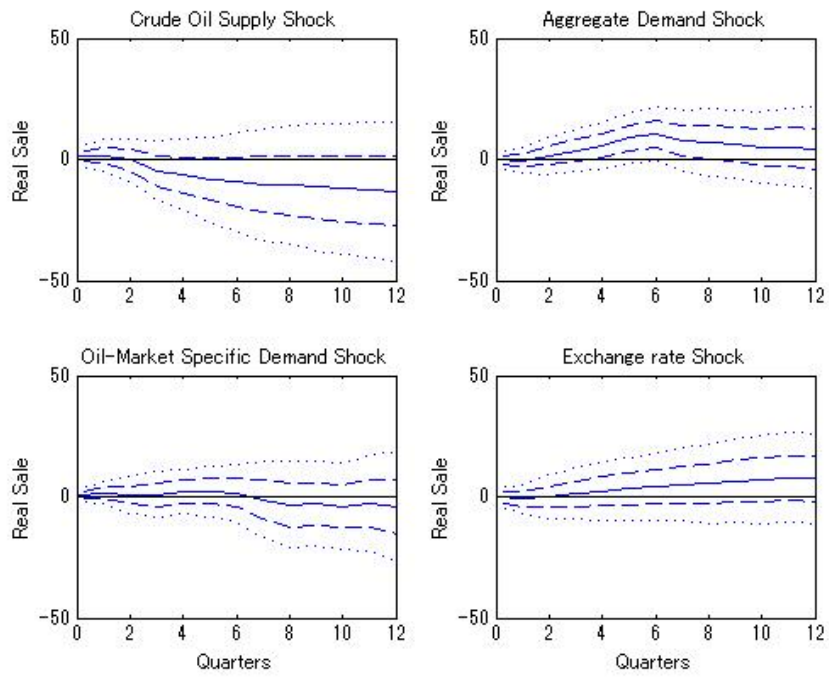 Crude Oil Supply Shock
50
0
-50
Real Sale
0 2 4 6 8 10 12
Aggregate Demand Shock
50
0
-50
Real Sale
0 2 4 6 8 10 12
Oil-Market Specific Demand Shock
50
0
-50
Real Sale
0 2 4 6 8 10 12
Quarters
Exchange rate Shock
50
0
-50
Real Sale
0 2 4 6 8 10 12
Quarters